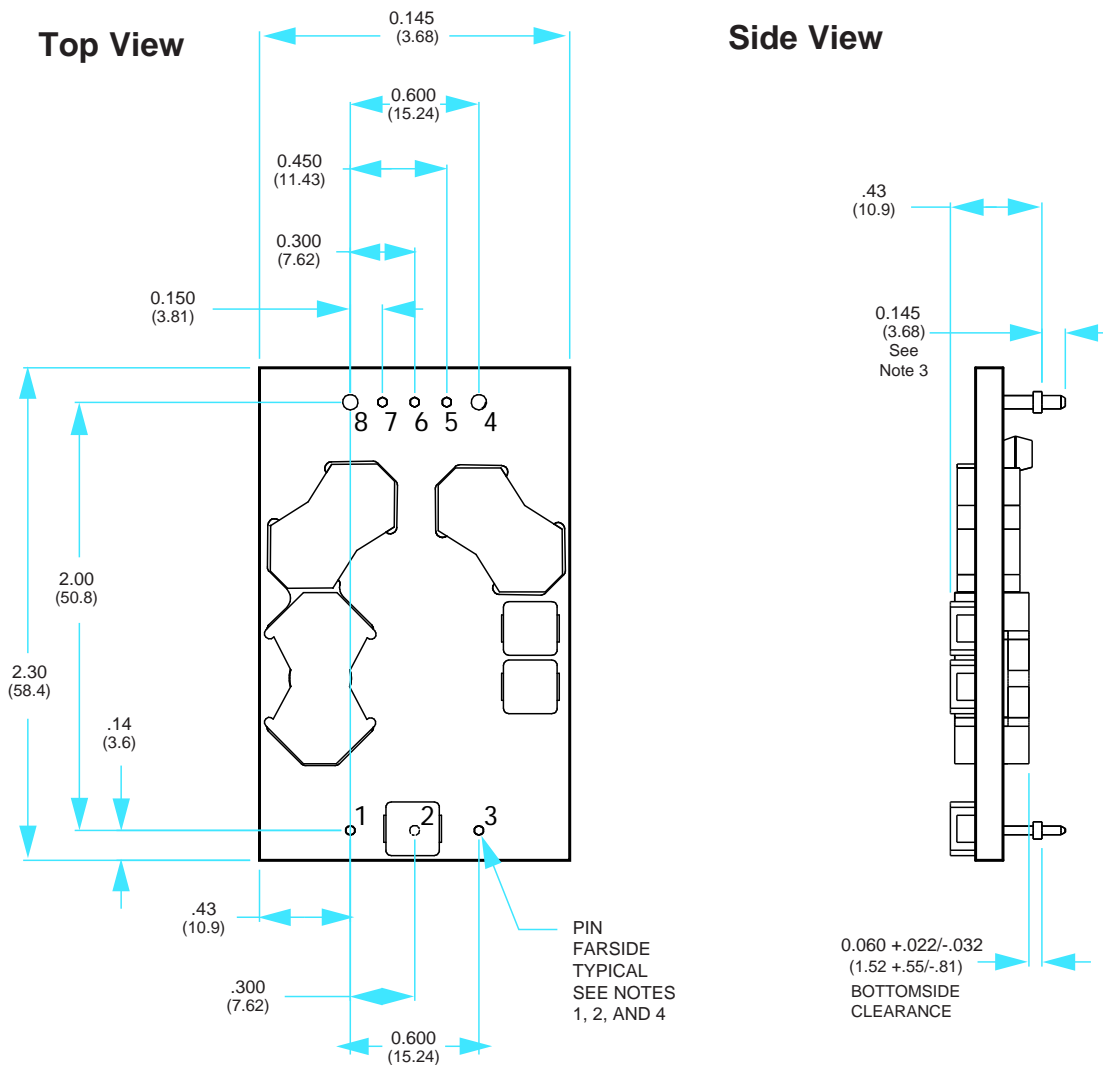 Top View
0.145
(3.68)
Side View
0.600
(15.24)
0.450
(11.43)
.43
(10.9)
0.300
(7.62)
0.150
(3.81)
0.145
(3.68)
See
Note 3
8 7 6 5 4
2.00
(50.8)
2.30
(58.4)
.14
(3.6)
1 2 3
.43
(10.9)
PIN
FARSIDE
TYPICAL
SEE NOTES
1, 2, AND 4
0.060 +.022/-.032
(1.52 +.55/-.81)
BOTTOMSIDE
CLEARANCE
.300
(7.62)
0.600
(15.24)